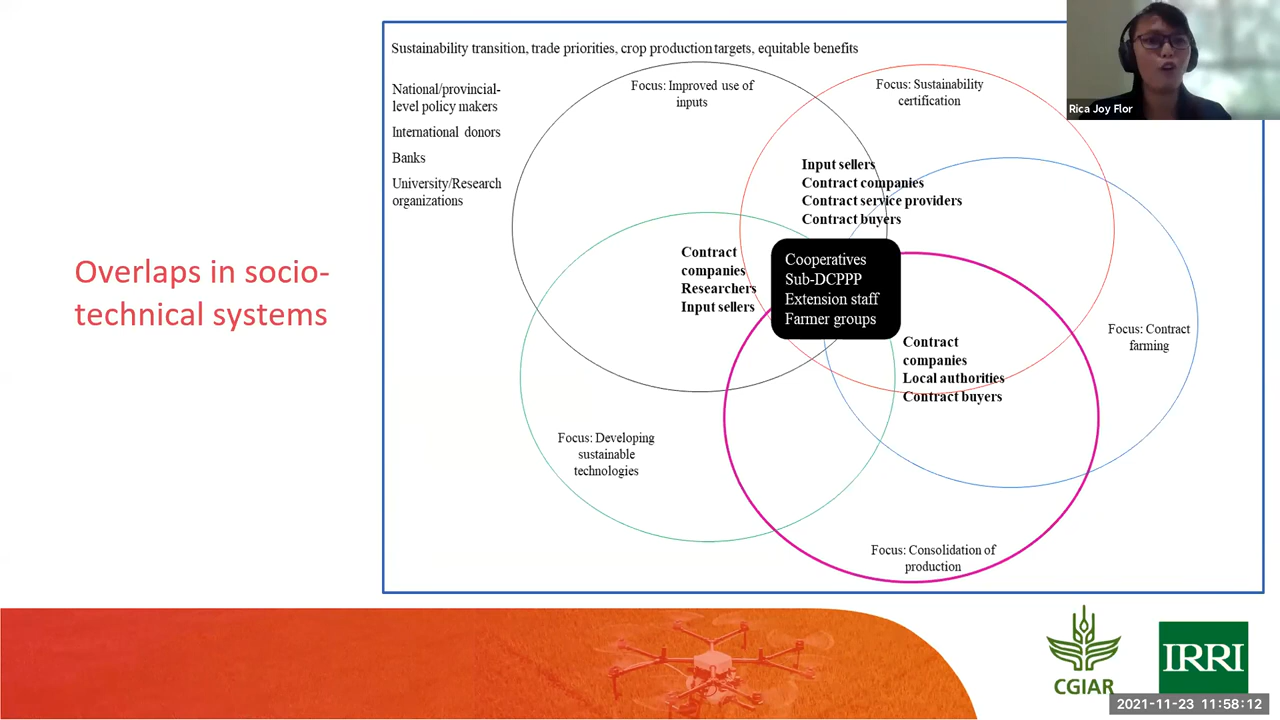 Overlaps in socio-
technical systems
Sustainability transition, trade priorities, crop production targets, equitable benefits
National/provincial-
level policy makers
International donors
Banks
University/Research
organizations
Focus: Improved use of
inputs
Focus: Sustainability
certification
Input sellers
Contract companies
Contract service providers
Contract buyers
Contract
companies
Researchers
Input sellers
Cooperatives
Sub-DCPPP
Extension staff
Farmer groups
Contract
companies
Local authorities
Contract buyers
Focus: Contract
farming
Focus: Developing
sustainable
technologies
Focus: Consolidation of
production
Rica Joy Flor
CGIAR
IRRI
2021-11-23 11:58:12